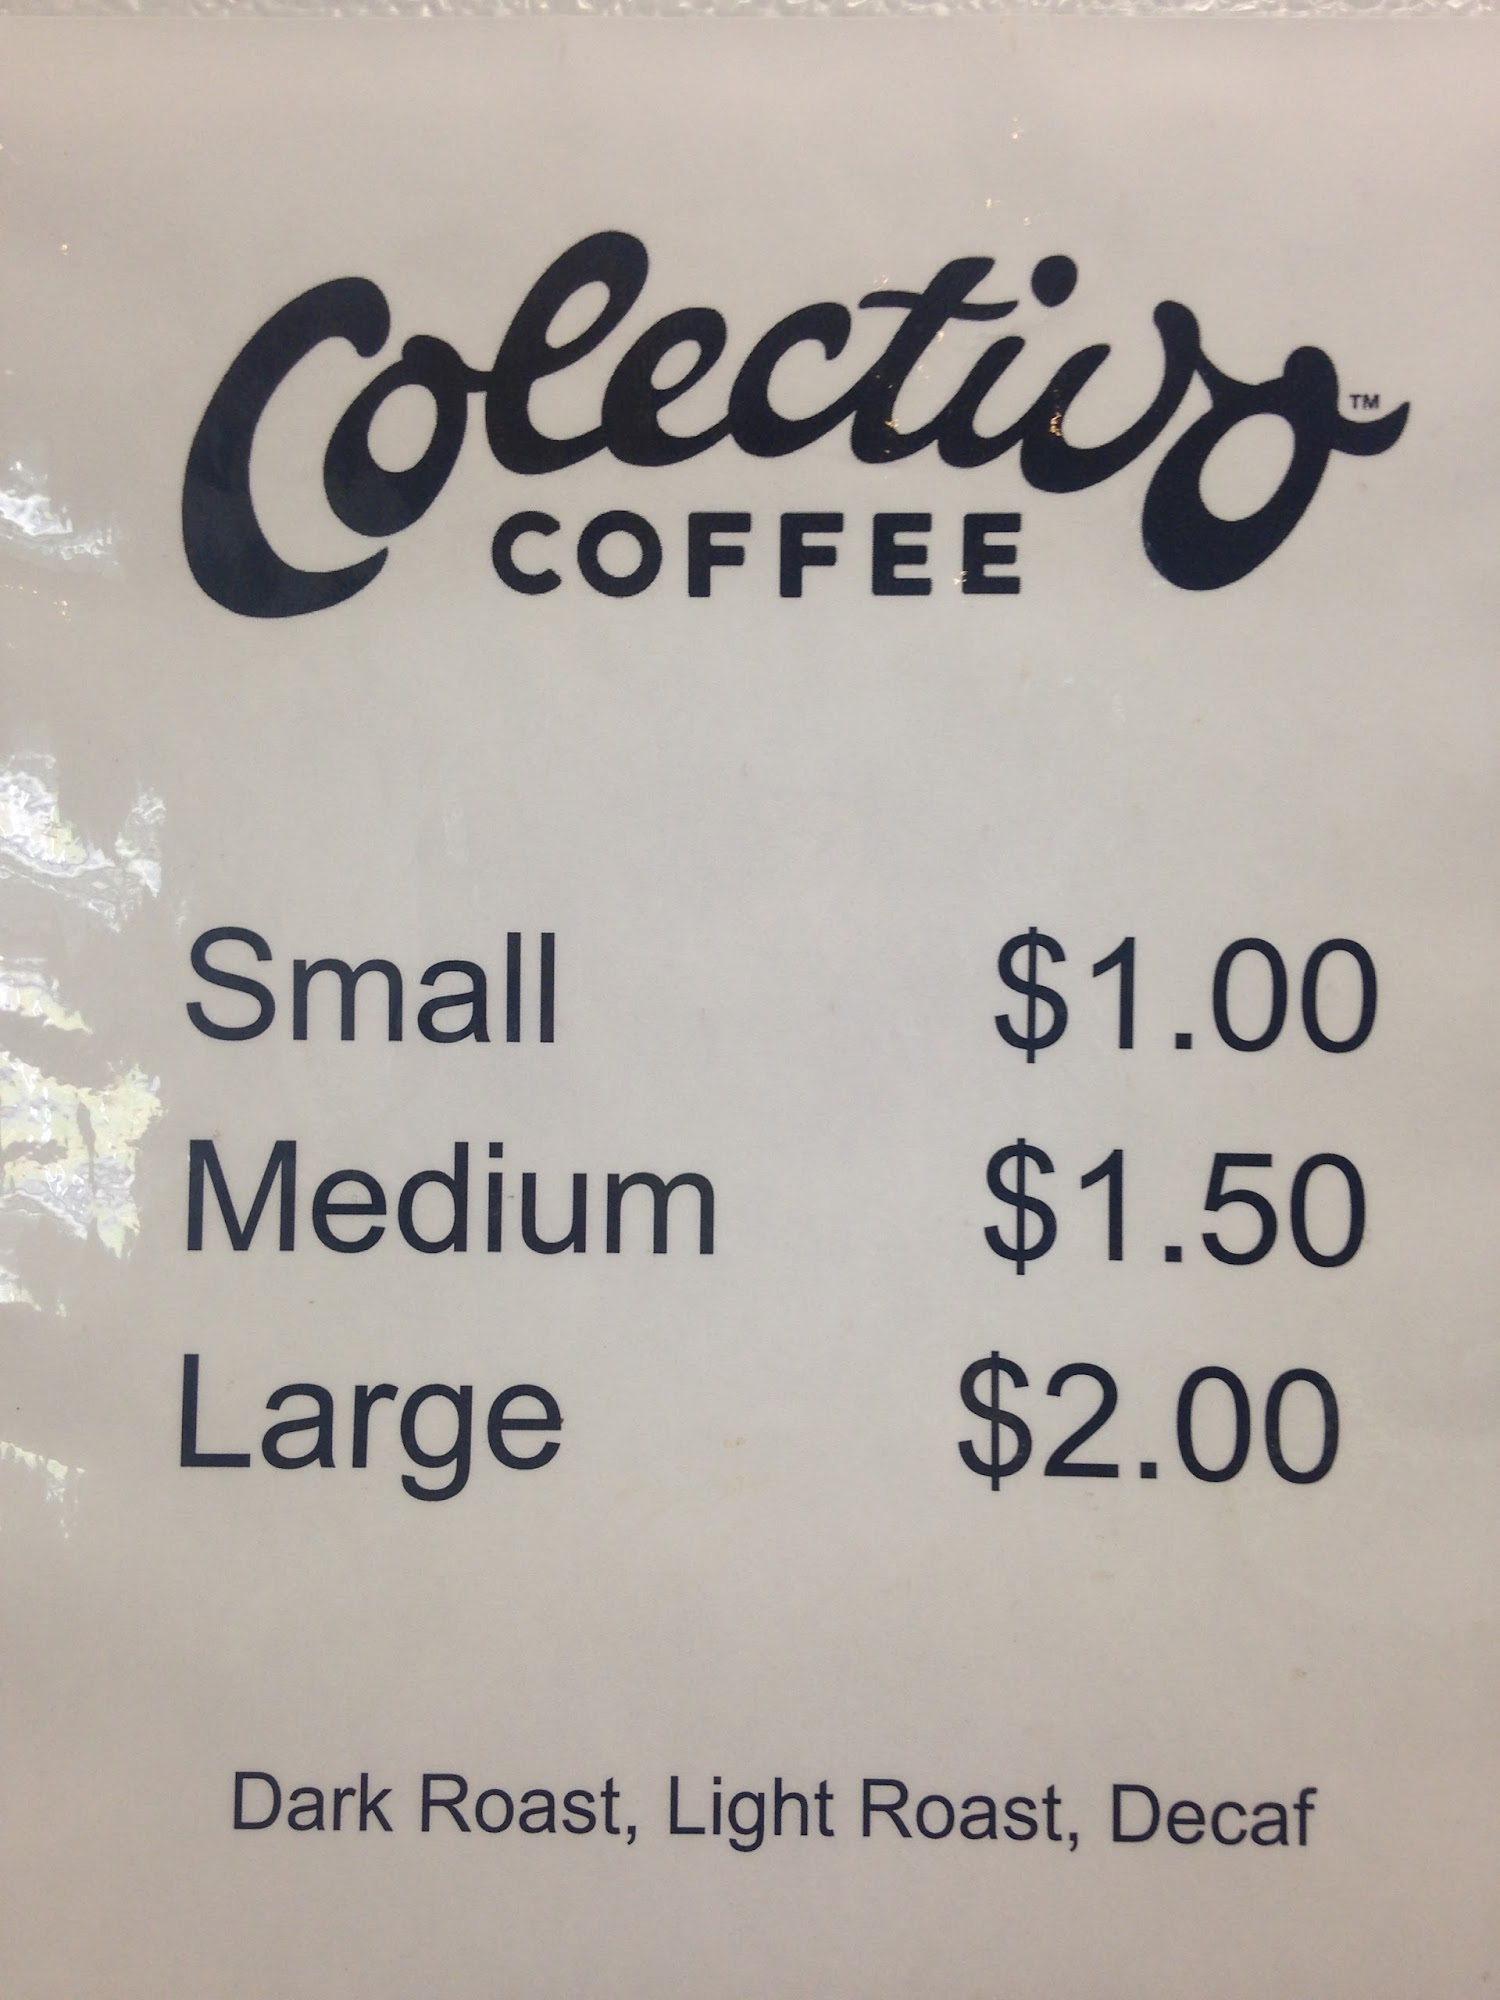 Colectivo™
COFFEE
Small $1.00
Medium $1.50
Large $2.00
Dark Roast, Light Roast, Decaf